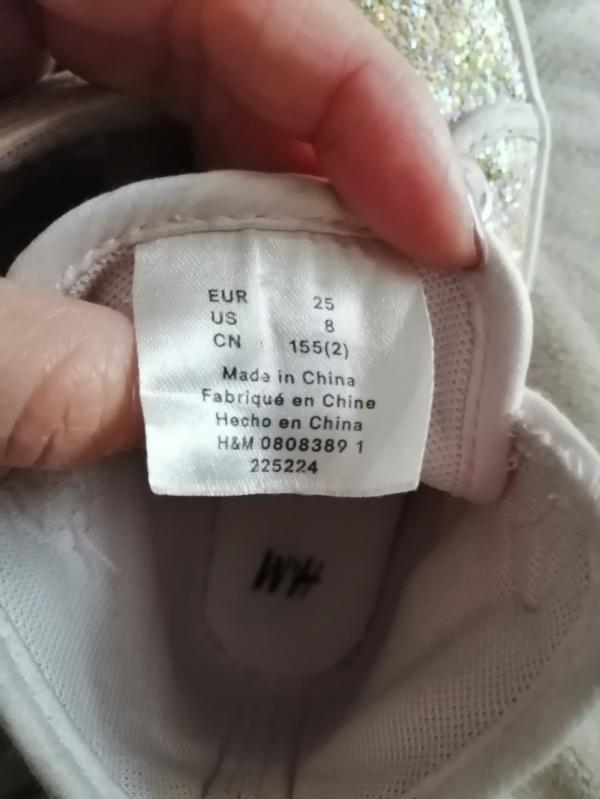 EUR 25
US 8
CN 155(2)
Made in China
Fabriqué en Chine
Hecho en China
H&M 0808389 1
225224
H&M